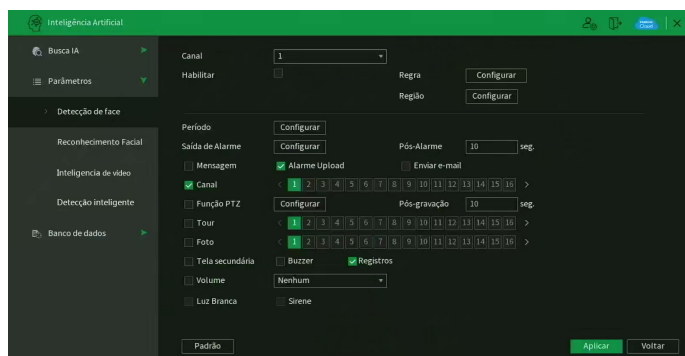 Inteligência Artificial
Busca IA
Parâmetros
Detecção de face
Reconhecimento Facial
Inteligencia de vídeo
Detecção inteligente
Banco de dados
Canal 1
Habilitar Regra Configurar
Região Configurar
Período Configurar
Saída de Alarme Configurar Pós-Alarme 10 seg.
Mensagem Alarme Upload Enviar e-mail
Canal < 1 2 3 4 5 6 7 8 9 10 11 12 13 14 15 16 >
Função PTZ Configurar Pós-gravação 10 seg.
Tour < 1 2 3 4 5 6 7 8 9 10 11 12 13 14 15 16 >
Foto < 1 2 3 4 5 6 7 8 9 10 11 12 13 14 15 16 >
Tela secundária Buzzer Registros
Volume Nenhum
Luz Branca Sirene
Padrão Aplicar Voltar